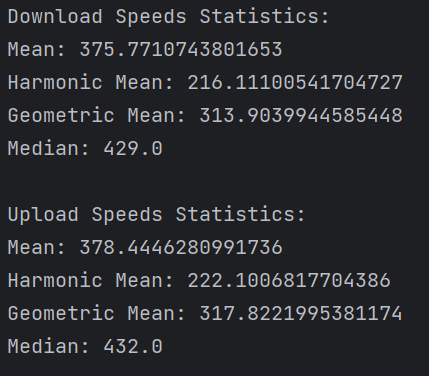 Download Speeds Statistics:
Mean: 375.7710743801653
Harmonic Mean: 216.11100541704727
Geometric Mean: 313.9039944585448
Median: 429.0
Upload Speeds Statistics:
Mean: 378.4446280991736
Harmonic Mean: 222.1006817704386
Geometric Mean: 317.8221995381174
Median: 432.0